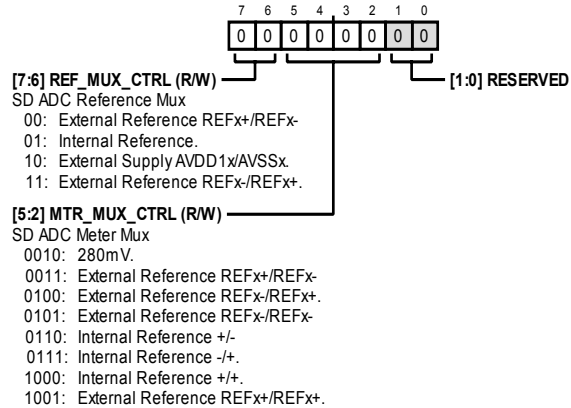 7 6 5 4 3 2 1 0
0 0 0 0 0 0 0 0
[7:6] REF_MUX_CTRL (R/W)
[1:0] RESERVED
SD ADC Reference Mux
00: External Reference REFx+/REFx-
01: Internal Reference.
10: External Supply AVDD1x/AVSSx.
11: External Reference REFx-/REFx+.
[5:2] MTR_MUX_CTRL (R/W)
SD ADC Meter Mux
0010: 280mV.
0011: External Reference REFx+/REFx-
0100: External Reference REFx-/REFx+.
0101: External Reference REFx-/REFx-
0110: Internal Reference +/-
0111: Internal Reference -/+.
1000: Internal Reference +/+.
1001: External Reference REFx+/REFx+.